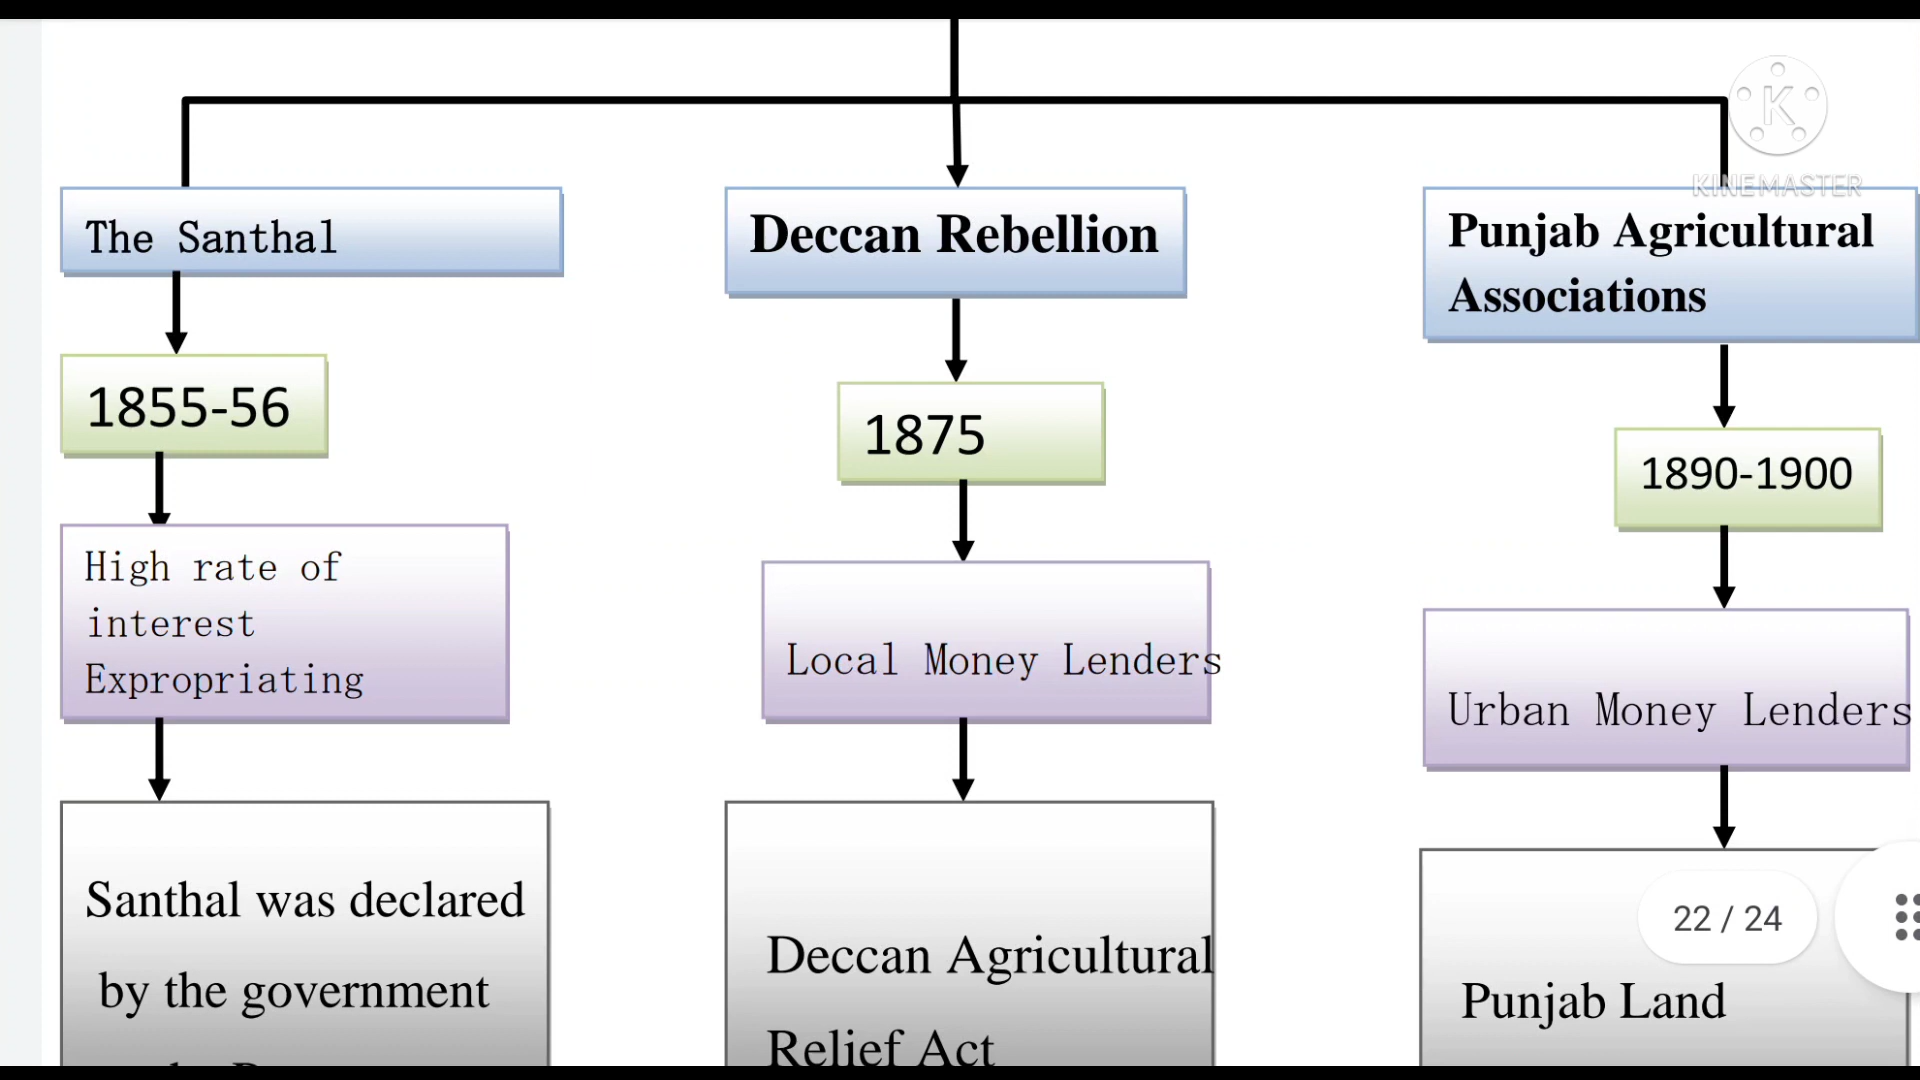 K
KINEMASTER
The Santhal
1855-56
High rate of
interest
Expropriating
Santhal was declared
by the government
Deccan Rebellion
1875
Local Money Lenders
Deccan Agricultural
Relief Act
Punjab Agricultural
Associations
1890-1900
Urban Money Lenders
Punjab Land
22 / 24